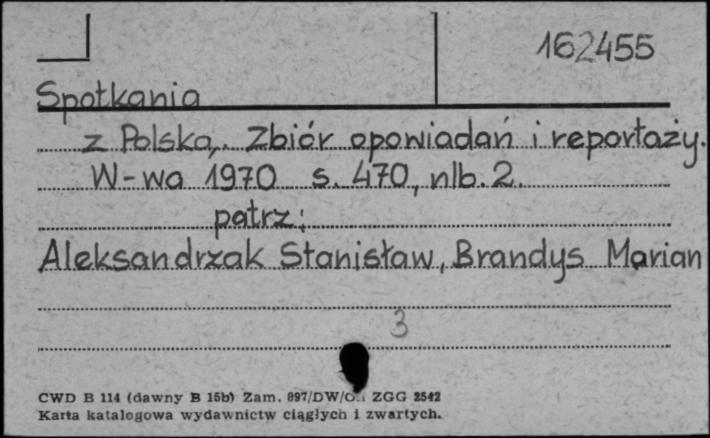 162455
Spotkania
z Polską. Zbiór opowiadań i reportaży.
W-wa 1970 s. 470, nlb. 2.
patrz:
Aleksandrzak Stanisław, Brandys Marian
3
CWD B 114 (dawny B 15b) Zam. 897/DW/ ZGG 2542
Karta katalogowa wydawnictw ciągłych i zwartych.